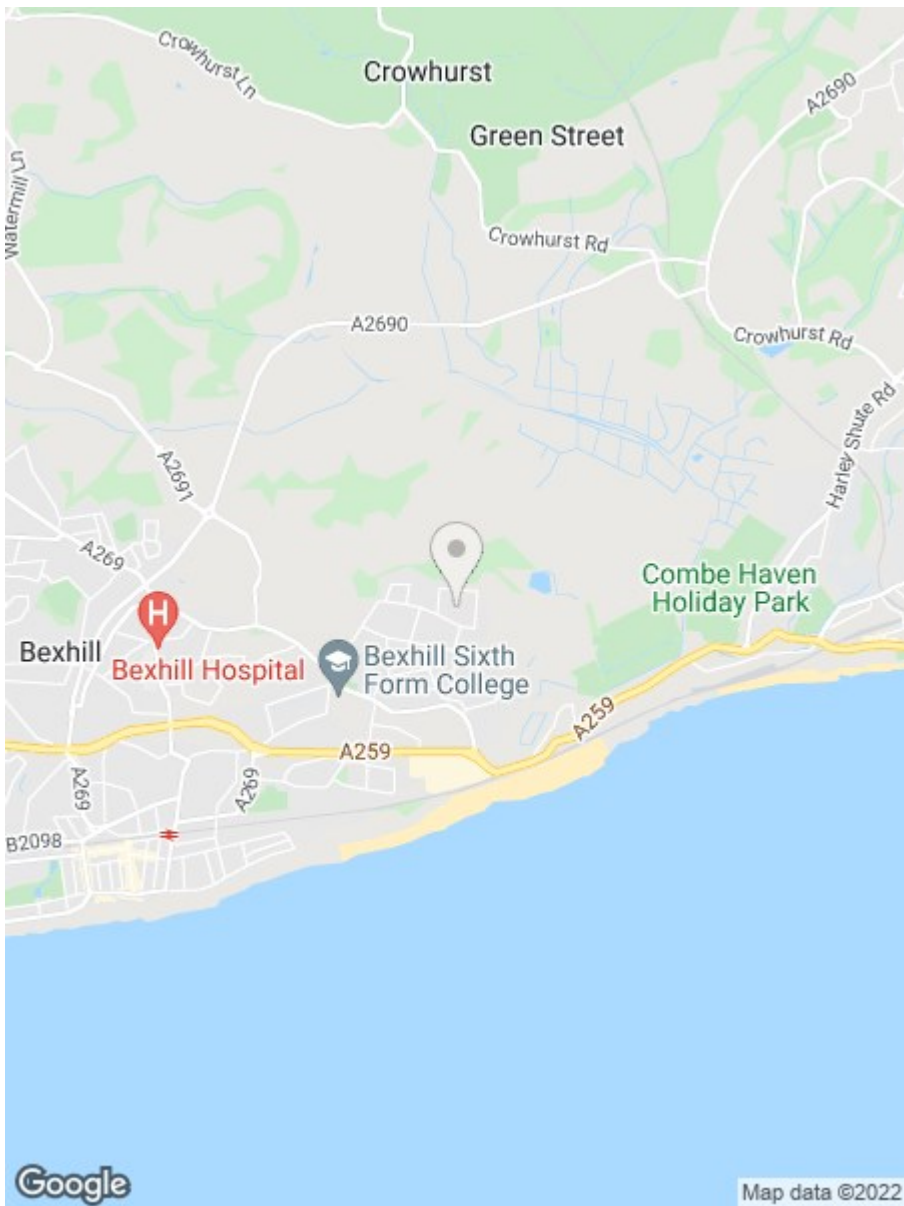 Crowhurst Ln
Crowhurst
A2690
Green Street
Watermill Ln
Crowhurst Rd
A2690
Crowhurst Rd
Harley Shute Rd
A2691
A269
Combe Haven
Holiday Park
H
Bexhill
Bexhill Hospital
Bexhill Sixth
Form College
A259
A259
A269
A269
B2098
Google
Map data ©2022